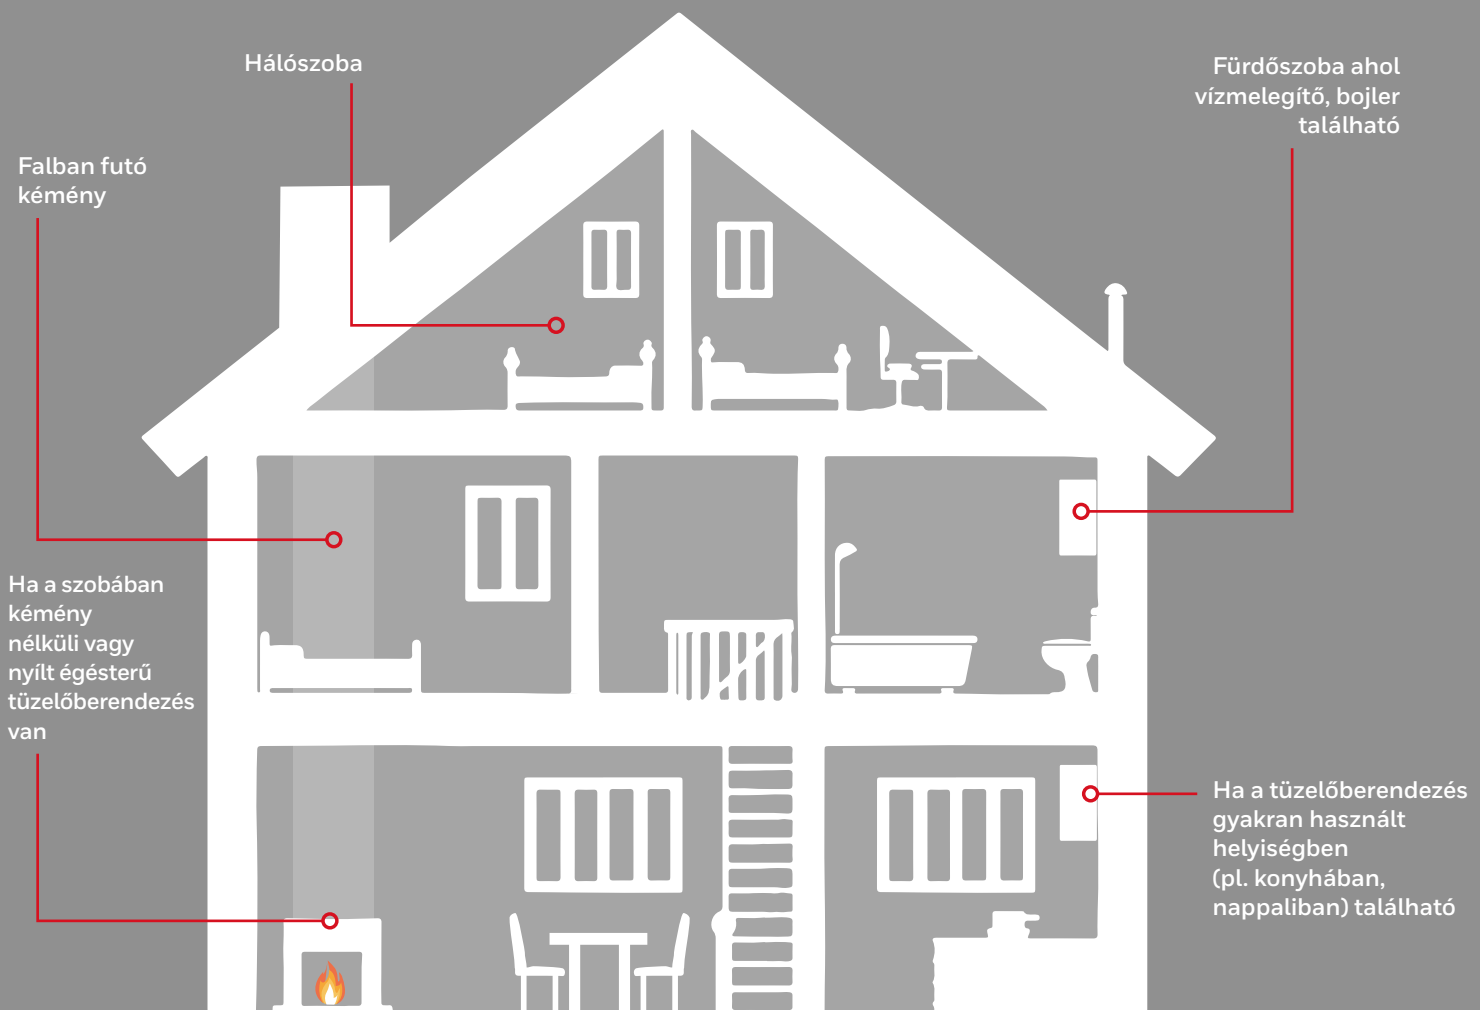 Hálószoba
Fürdőszoba ahol
vízmelegítő, bojler
található
Falban futó
kémény
Ha a szobában
kémény
nélküli vagy
nyílt égésterű
tüzelőberendezés
van
Ha a tüzelőberendezés
gyakran használt
helyiségben
(pl. konyhában,
nappaliban) található